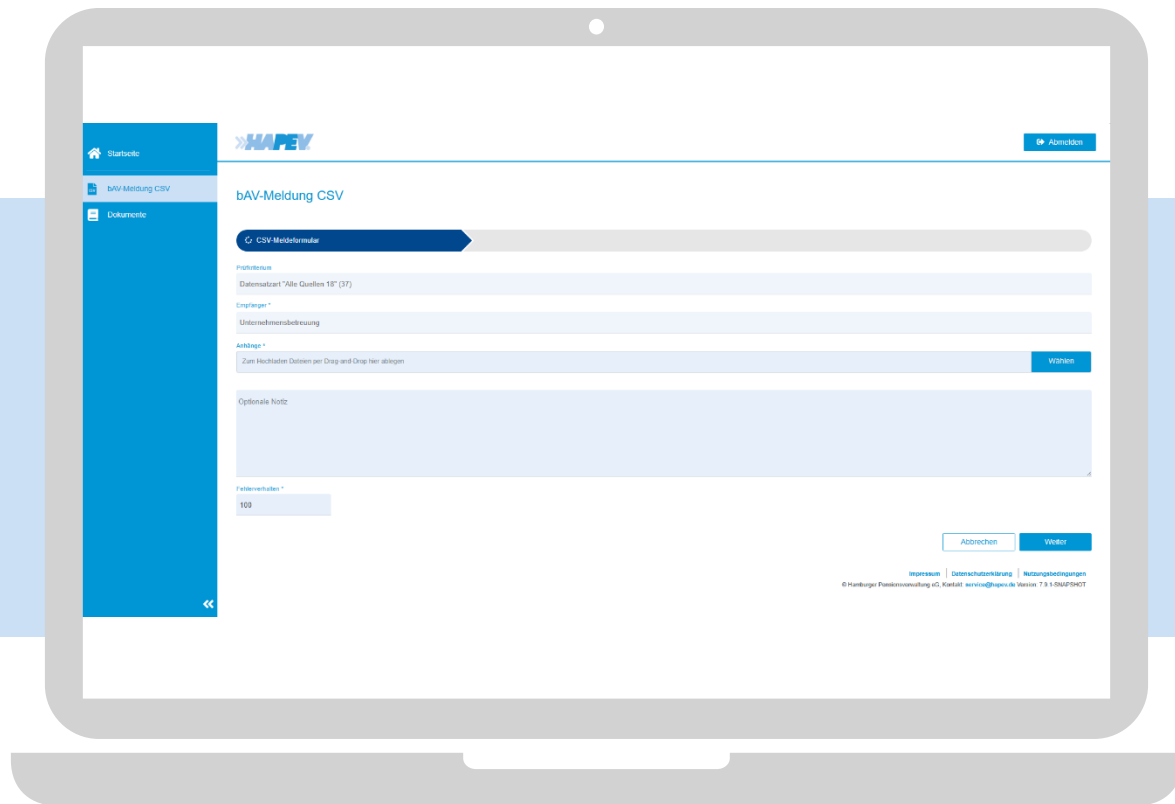 Startseite
bAV-Meldung CSV
Dokumente
HAPEV
Abmelden
bAV-Meldung CSV
CSV-Meldeformular
Prüfkriterium
Datensatzart "Alle Quellen 18" (37)
Empfänger *
Unternehmensbetreuung
Anhänge *
Zum Hochladen Dateien per Drag-and-Drop hier ablegen
Wählen
Optionale Notiz
Fehlerverhalten *
100
Abbrechen
Weiter
Impressum | Datenschutzerklärung | Nutzungsbedingungen
© Hamburger Pensionsverwaltung eG, Kontakt: service@hapev.de Version: 7.9.1-SNAPSHOT